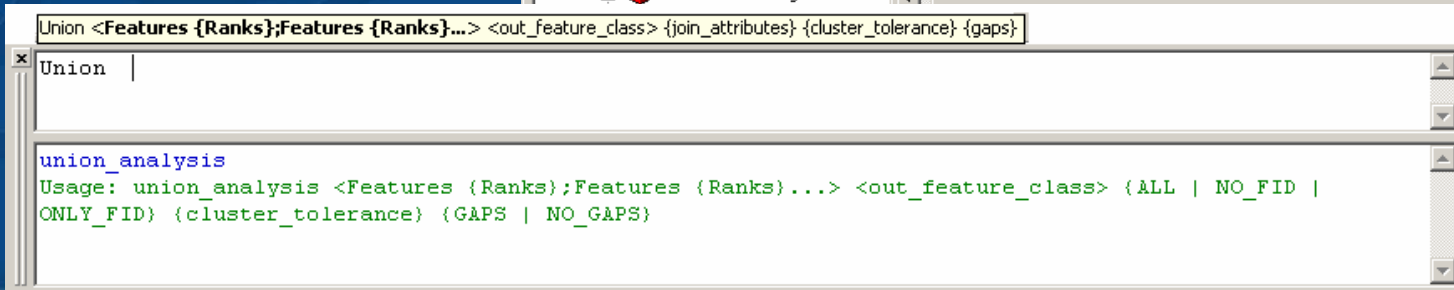 Union <Features {Ranks};Features {Ranks}...> <out_feature_class> {join_attributes} {cluster_tolerance} {gaps}
Union
union_analysis
Usage: union_analysis <Features {Ranks};Features {Ranks}...> <out_feature_class> {ALL | NO_FID |
ONLY_FID} {cluster_tolerance} {GAPS | NO_GAPS}